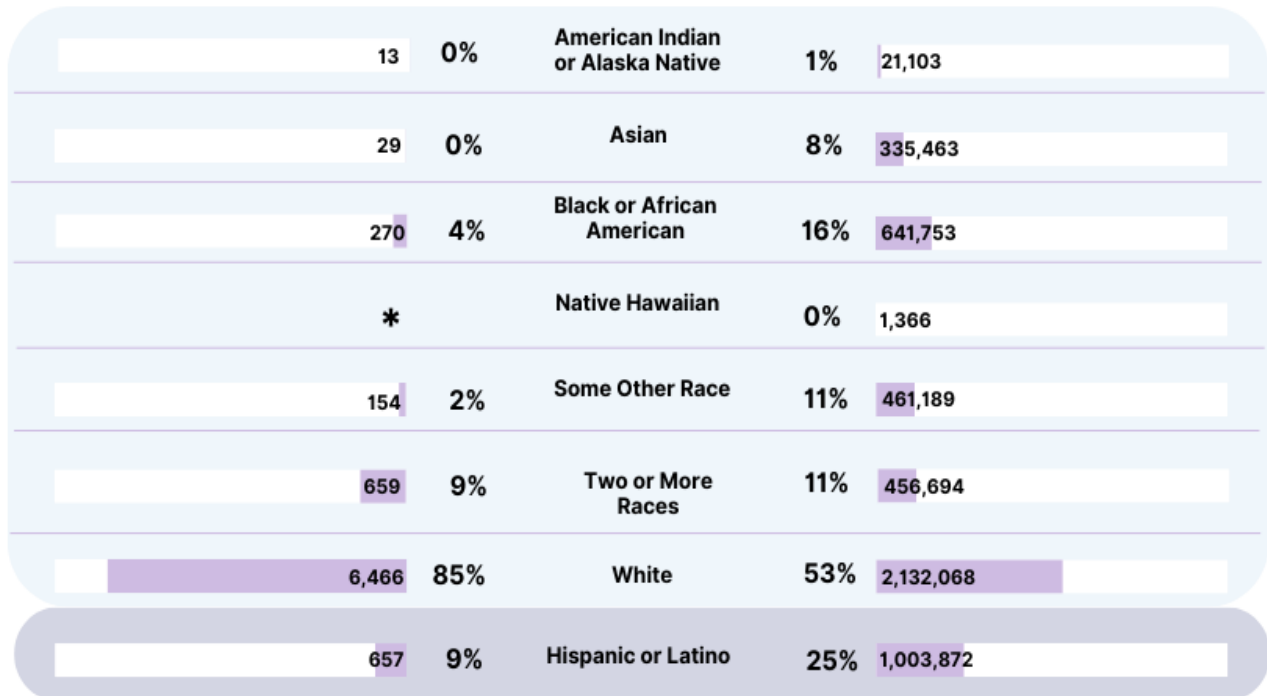 13 0% American Indian or Alaska Native 1% 21,103
29 0% Asian 8% 335,463
270 4% Black or African American 16% 641,753
* Native Hawaiian 0% 1,366
154 2% Some Other Race 11% 461,189
659 9% Two or More Races 11% 456,694
6,466 85% White 53% 2,132,068
657 9% Hispanic or Latino 25% 1,003,872